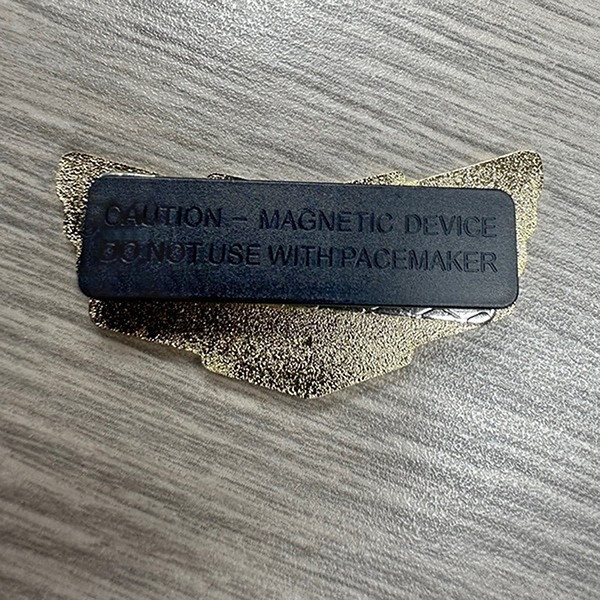 CAUTION – MAGNETIC DEVICE
DO NOT USE WITH PACEMAKER